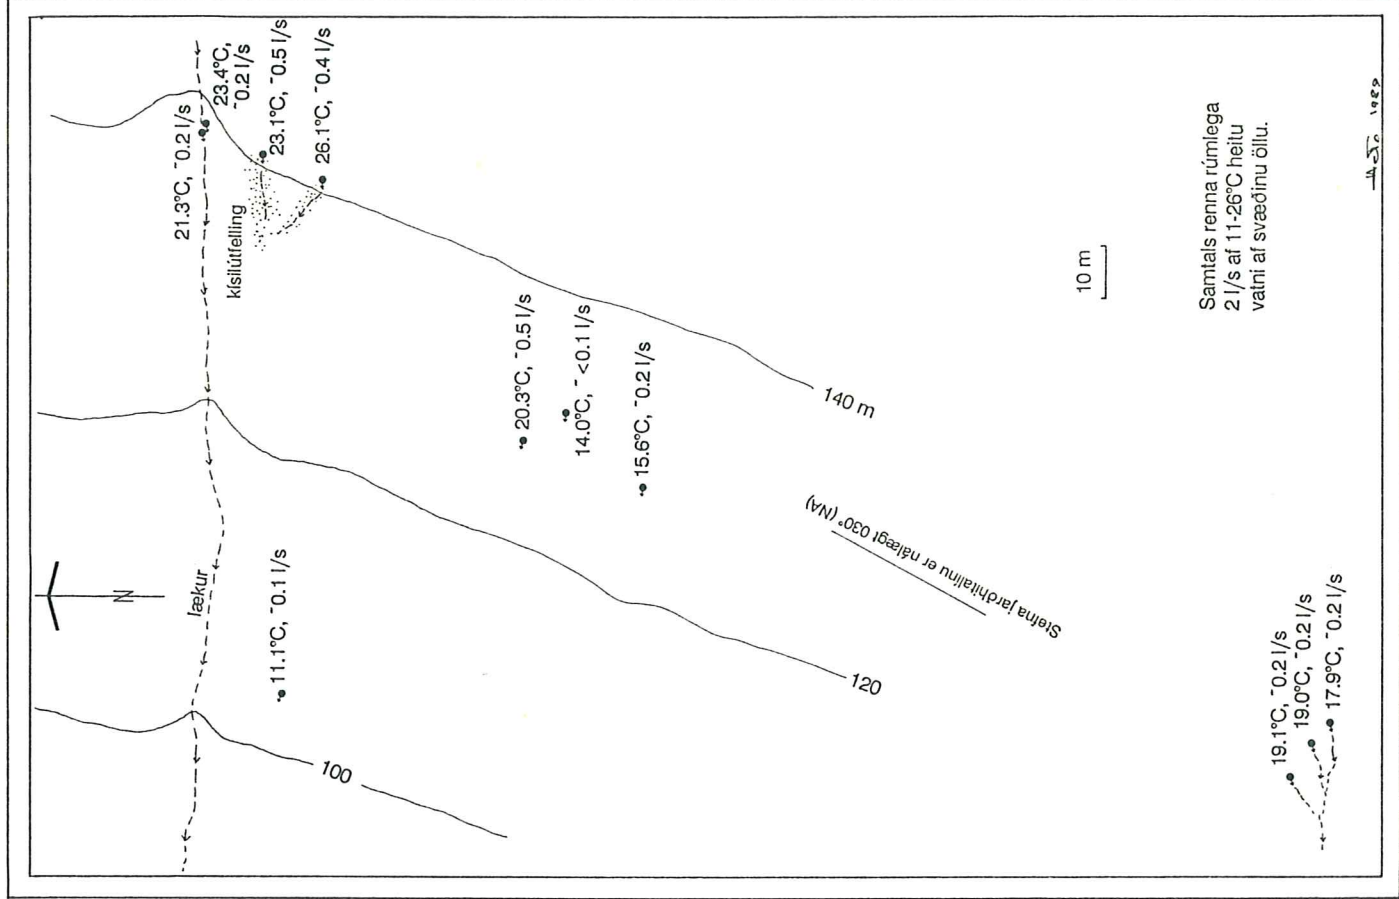 23.4°C,
~0.2 l/s
21.3°C, ~0.2 l/s
23.1°C, ~0.5 l/s
26.1°C, ~0.4 l/s
kísilútfelling
20.3°C, ~0.5 l/s
14.0°C, ~ <0.1 l/s
15.6°C, ~0.2 l/s
140 m
10 m
Samtals renna rúmlega
2 l/s af 11-26°C heitu
vatni af svæðinu öllu.
1989
N
lækur
11.1°C, ~0.1 l/s
Stefna jarðhitalínu er nálægt 030° (NA)
120
100
19.1°C, ~0.2 l/s
19.0°C, ~0.2 l/s
17.9°C, ~0.2 l/s